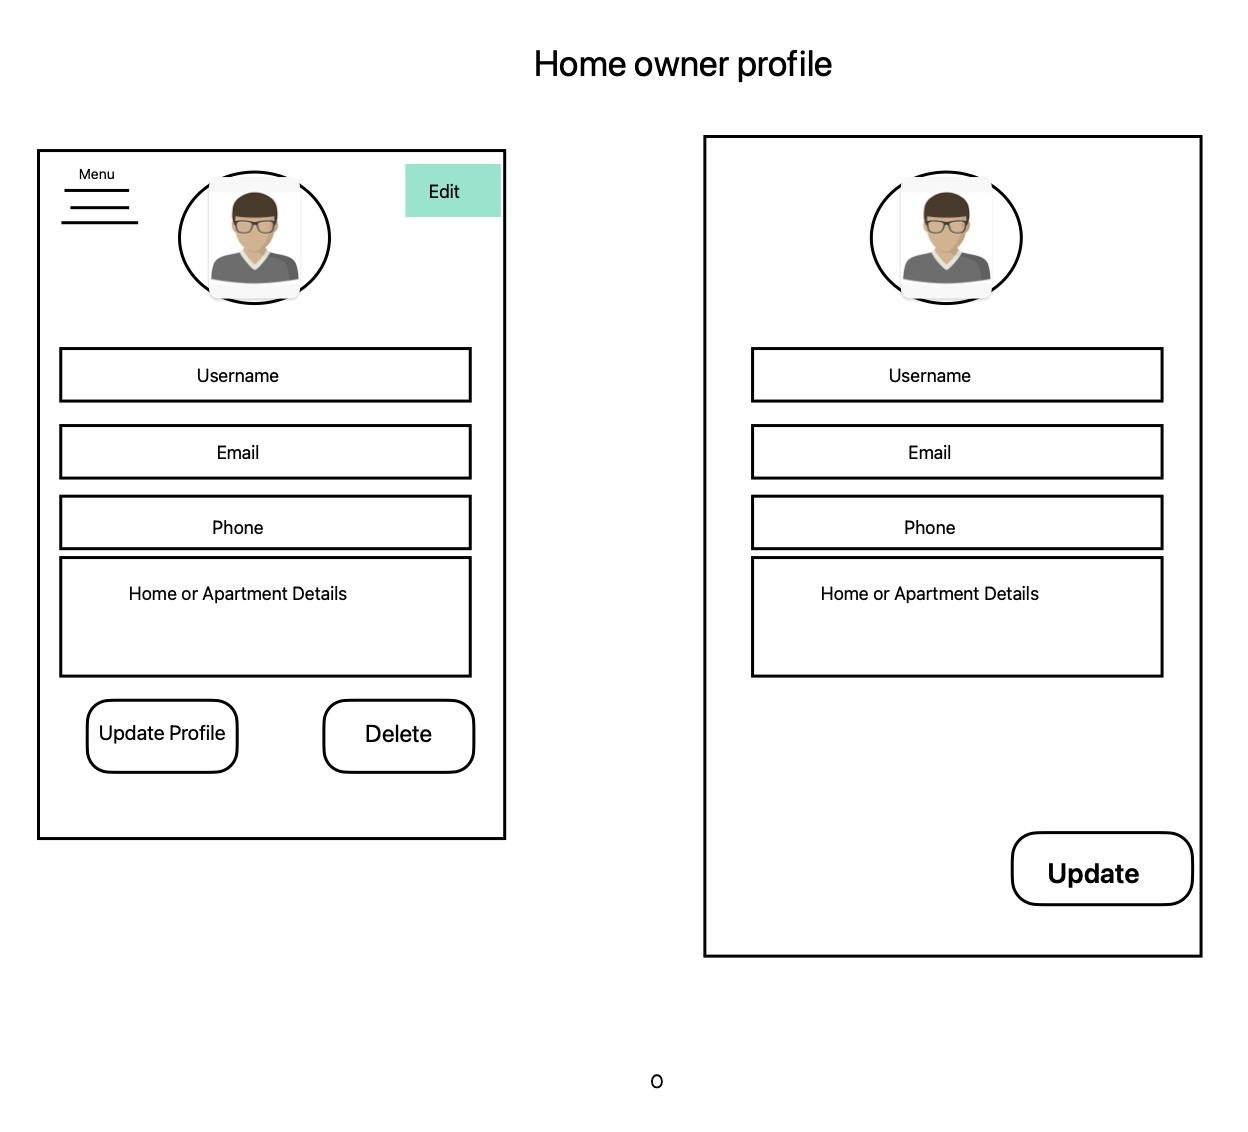 Home owner profile
Menu
Edit
Username
Email
Phone
Home or Apartment Details
Update Profile
Delete
Username
Email
Phone
Home or Apartment Details
Update
O